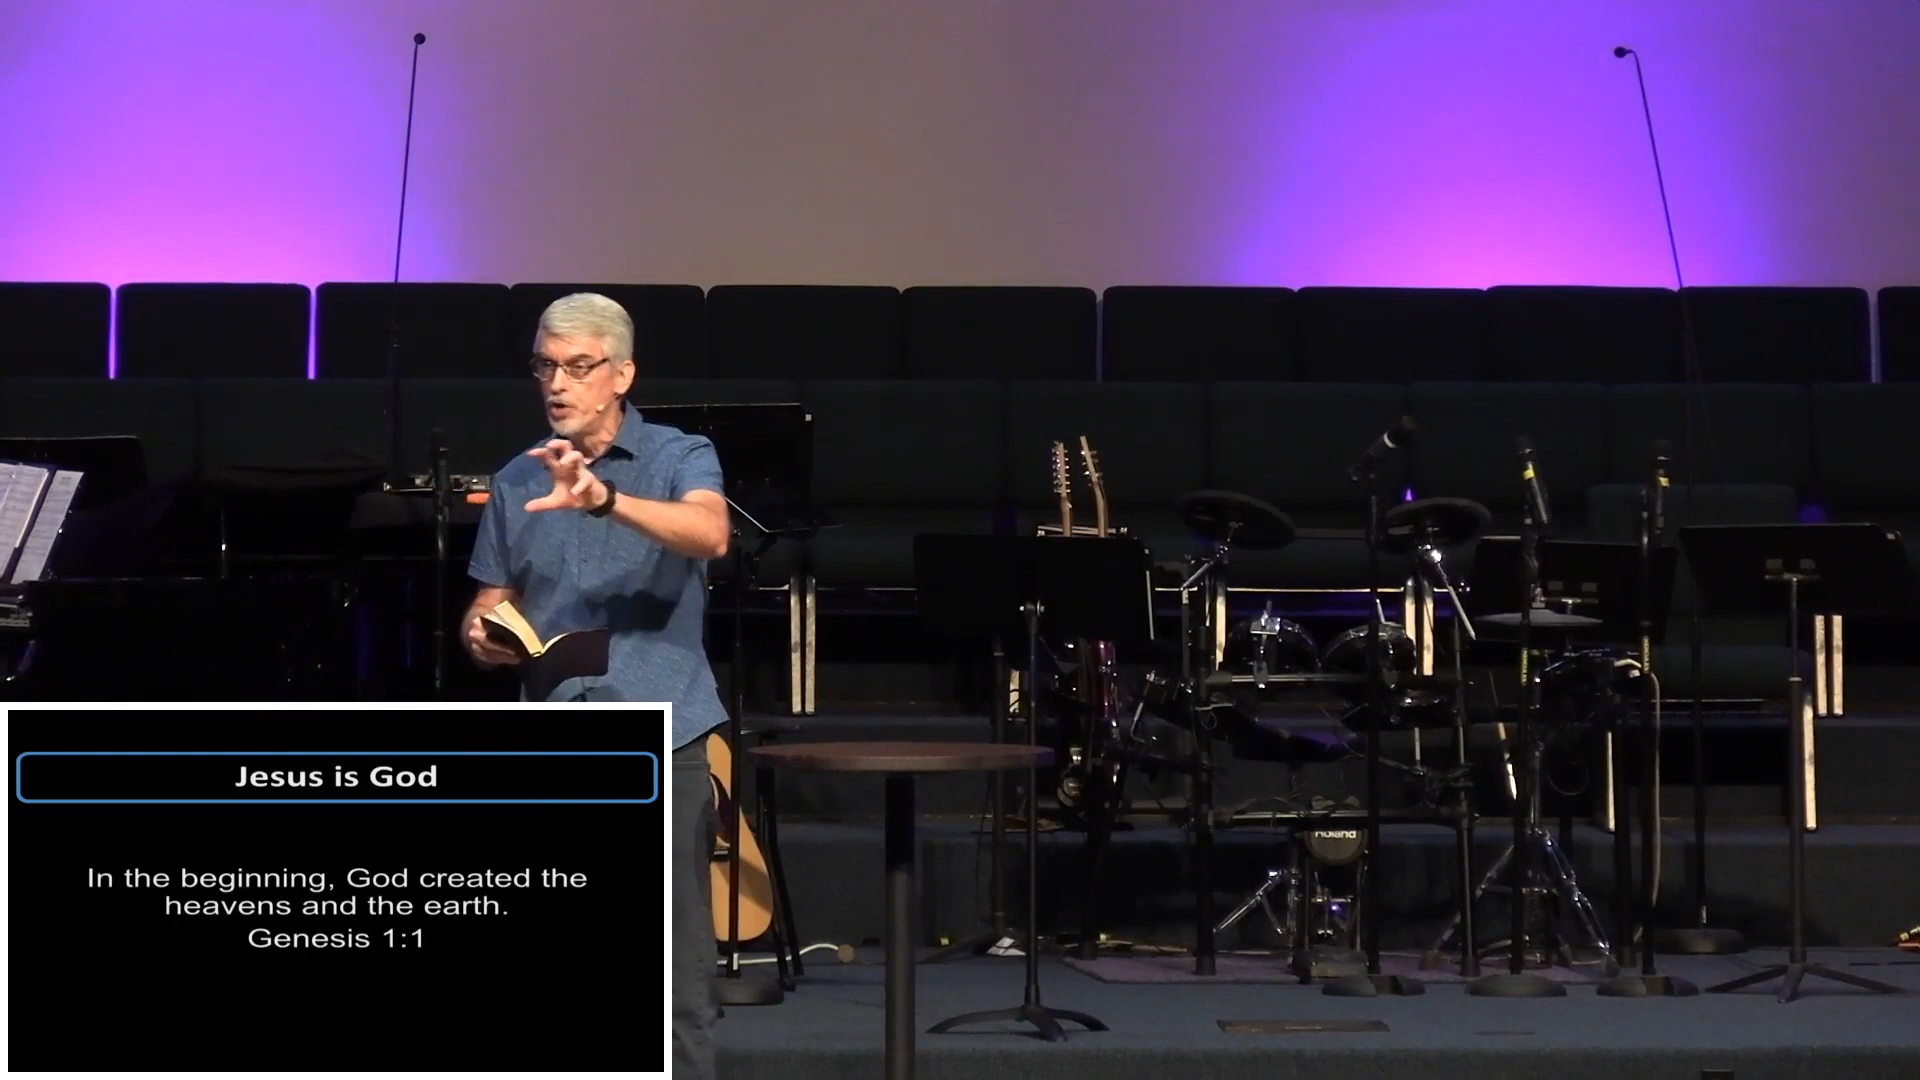 Jesus is God
In the beginning, God created the
heavens and the earth.
Genesis 1:1
Roland